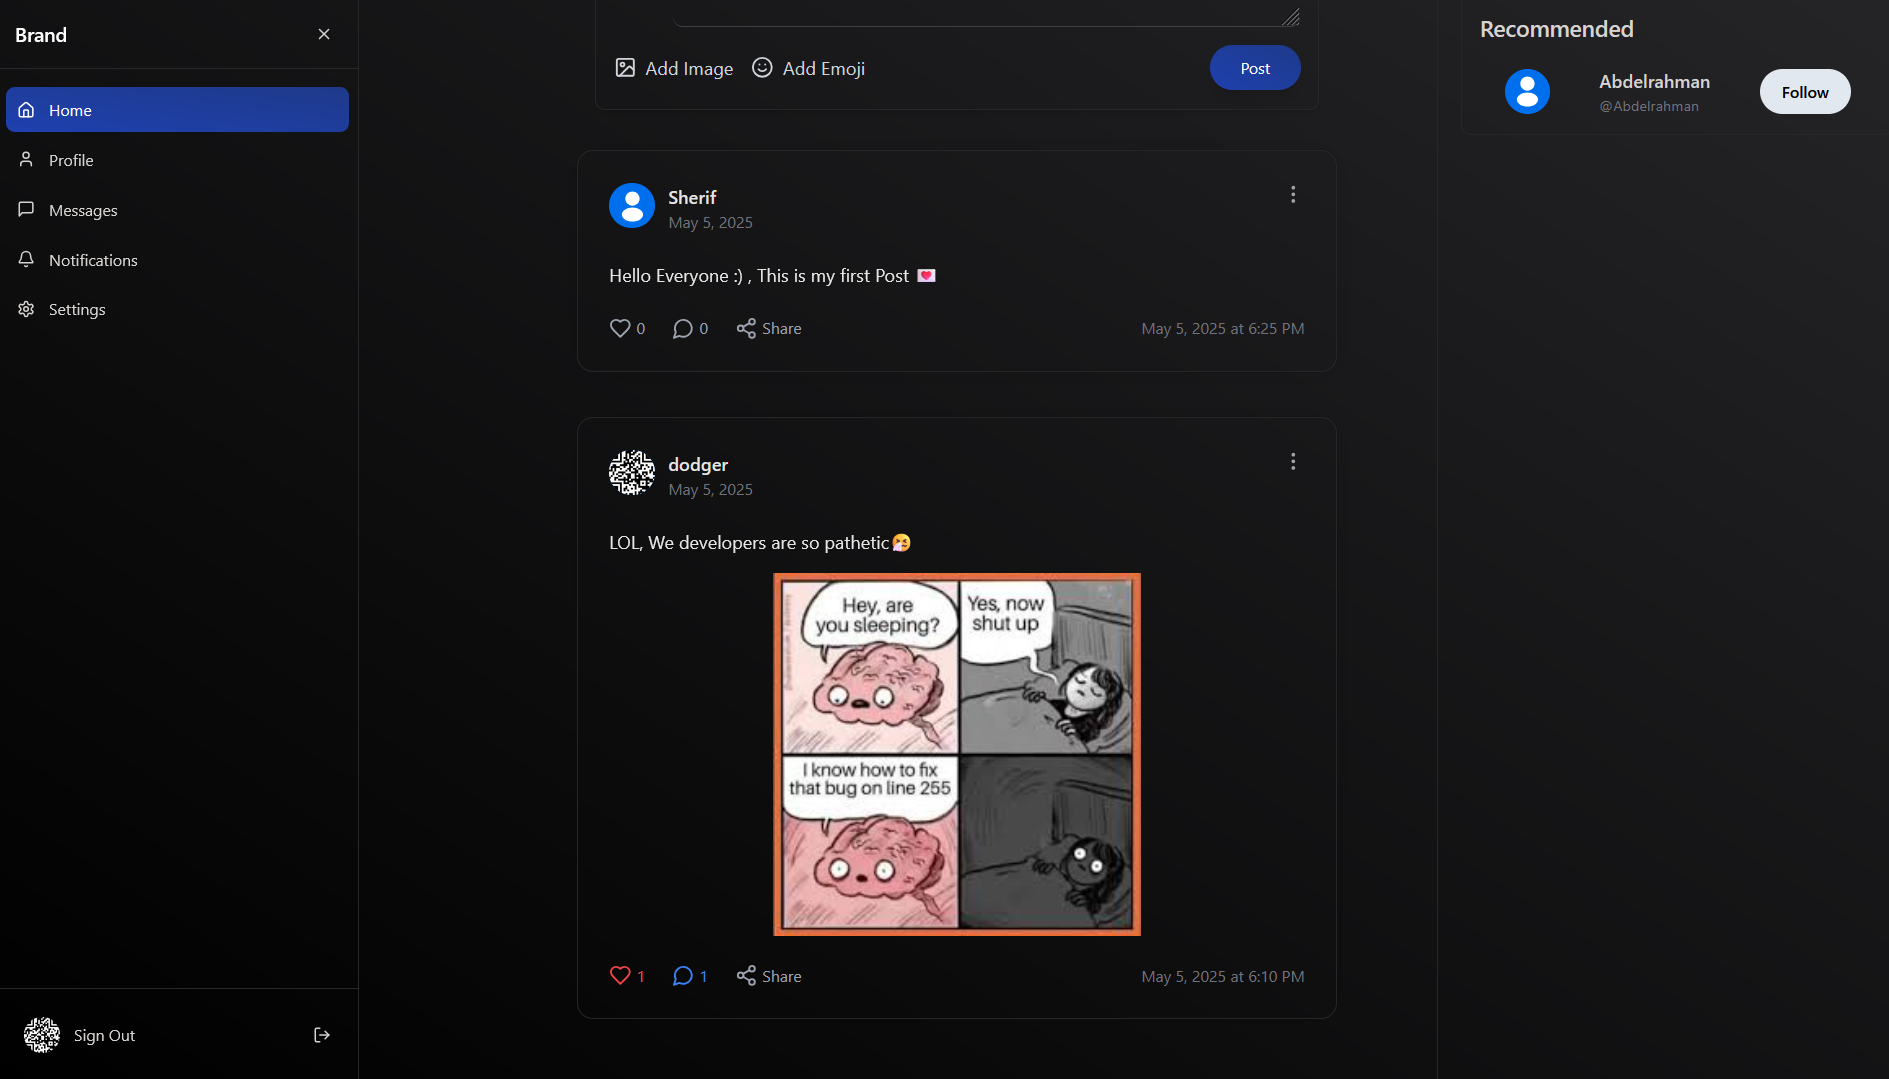 Brand
Home
Profile
Messages
Notifications
Settings
Sign Out
Add Image
Add Emoji
Post
Sherif
May 5, 2025
Hello Everyone :) , This is my first Post 💌
0
0
Share
May 5, 2025 at 6:25 PM
dodger
May 5, 2025
LOL, We developers are so pathetic🤧
Hey, are
you sleeping?
Yes, now
shut up
I know how to fix
that bug on line 255
1
1
Share
May 5, 2025 at 6:10 PM
Recommended
Abdelrahman
@Abdelrahman
Follow